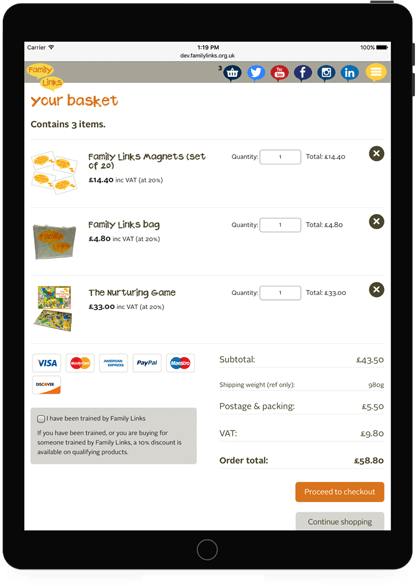 Carrier 1:19 PM 100%
dev.familylinks.org.uk
Family
Links
3
You
Tube
in
your basket
Contains 3 items.
Family Links Magnets (set
of 20)
£14.40 inc VAT (at 20%)
Quantity: 1 Total: £14.40
Family Links bag
£4.80 inc VAT (at 20%)
Quantity: 1 Total: £4.80
The Nurturing Game
£33.00 inc VAT (at 20%)
Quantity: 1 Total: £33.00
VISA MasterCard AMERICAN EXPRESS PayPal Maestro
DISCOVER
I have been trained by Family Links
If you have been trained, or you are buying for
someone trained by Family Links, a 10% discount is
available on qualifying products.
Subtotal: £43.50
Shipping weight (ref only): 980g
Postage & packing: £5.50
VAT: £9.80
Order total: £58.80
Proceed to checkout
Continue shopping